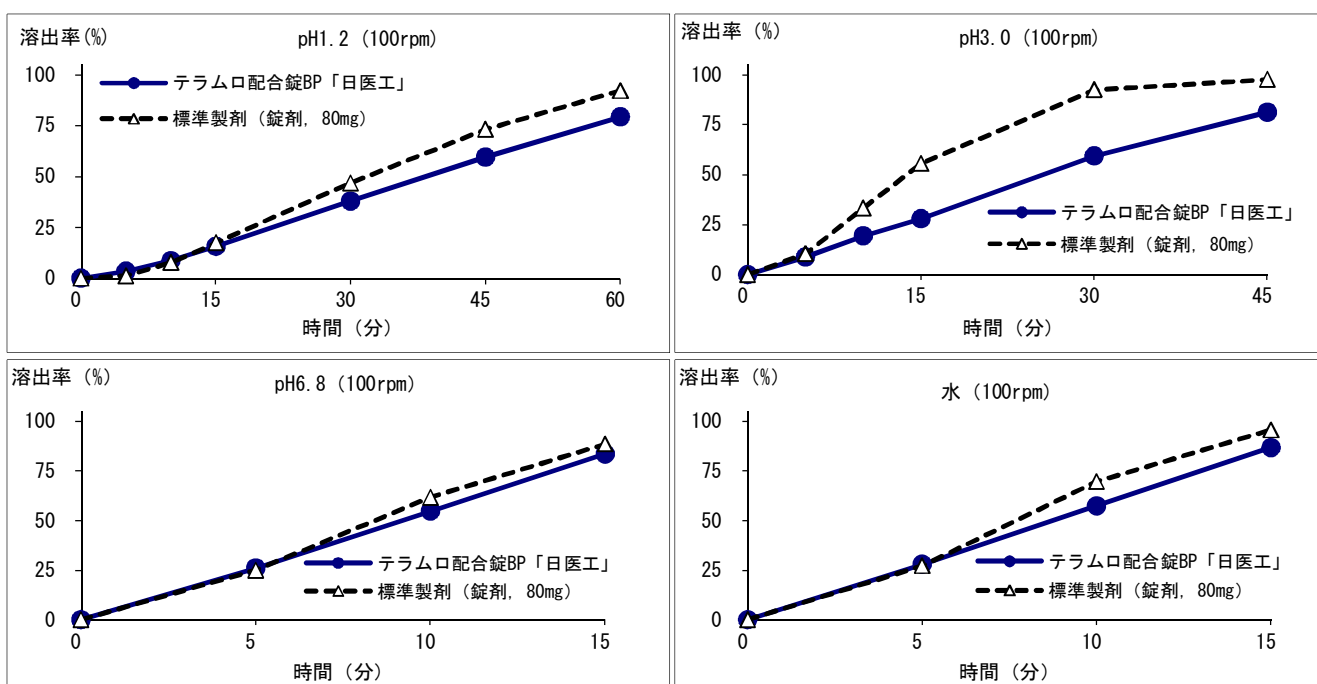 溶出率(%)
pH1.2 (100rpm)
100
75
50
25
0
テラムロ配合錠BP「日医工」
標準製剤（錠剤, 80mg）
0 15 30 45 60
時間（分）
溶出率（%）
pH3.0 (100rpm)
100
75
50
25
0
テラムロ配合錠BP「日医工」
標準製剤（錠剤, 80mg）
0 15 30 45
時間（分）
溶出率（%）
pH6.8 (100rpm)
100
75
50
25
0
テラムロ配合錠BP「日医工」
標準製剤（錠剤, 80mg）
0 5 10 15
時間（分）
溶出率（%）
水 (100rpm)
100
75
50
25
0
テラムロ配合錠BP「日医工」
標準製剤（錠剤, 80mg）
0 5 10 15
時間（分）